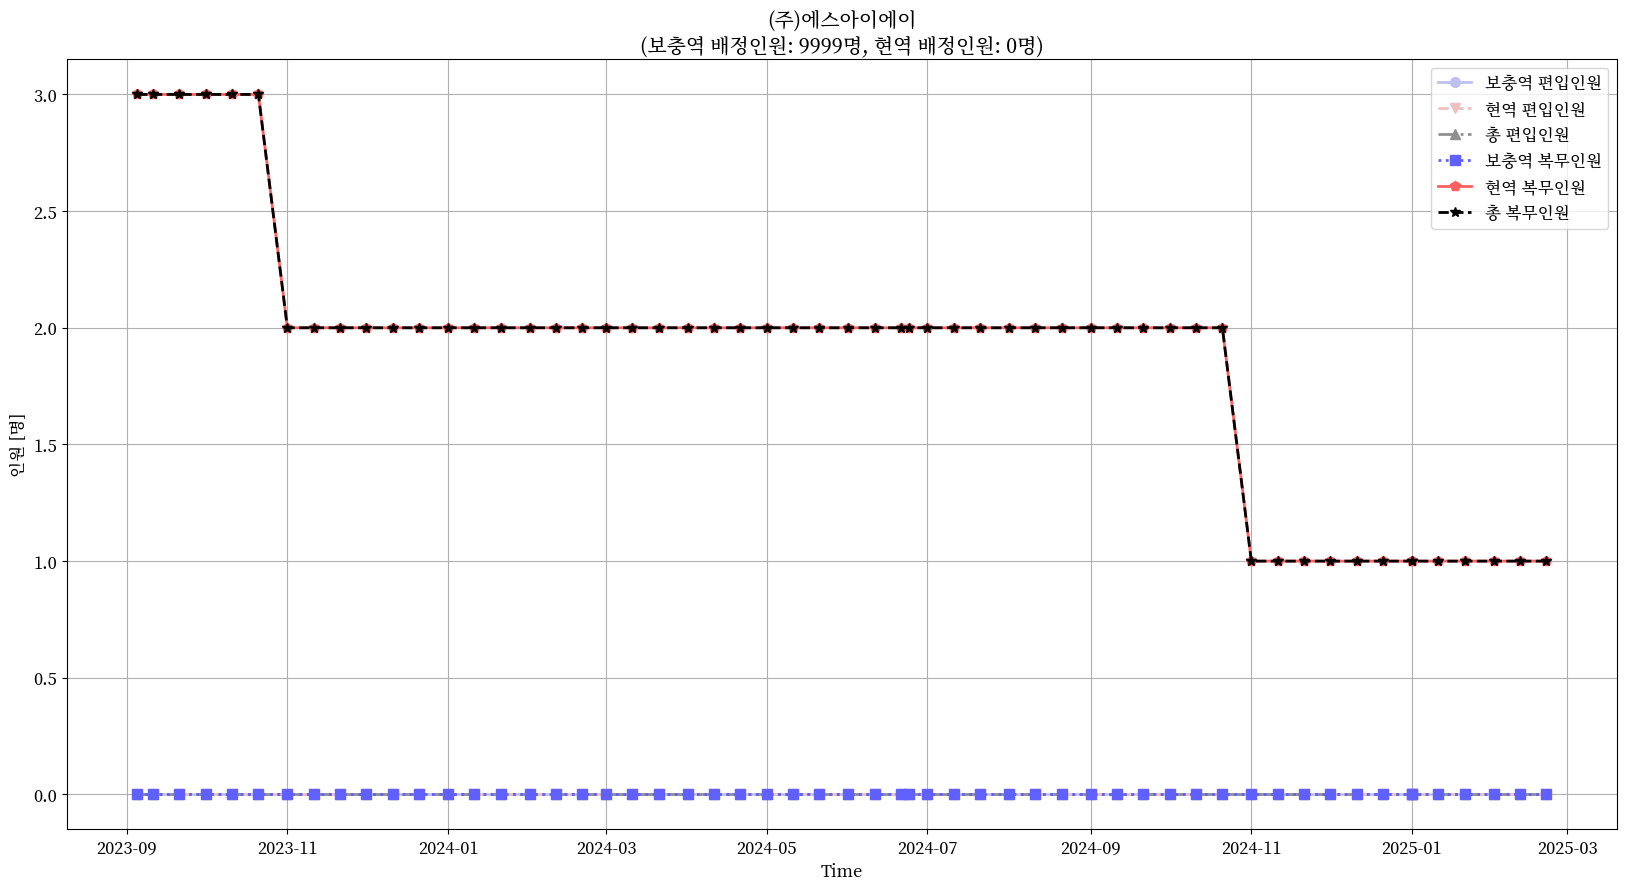 (주)에스아이에이
(보충역 배정인원: 9999명, 현역 배정인원: 0명)
보충역 편입인원
현역 편입인원
총 편입인원
보충역 복무인원
현역 복무인원
총 복무인원
인원 [명]
3.0
2.5
2.0
1.5
1.0
0.5
0.0
2023-09 2023-11 2024-01 2024-03 2024-05 2024-07 2024-09 2024-11 2025-01 2025-03
Time